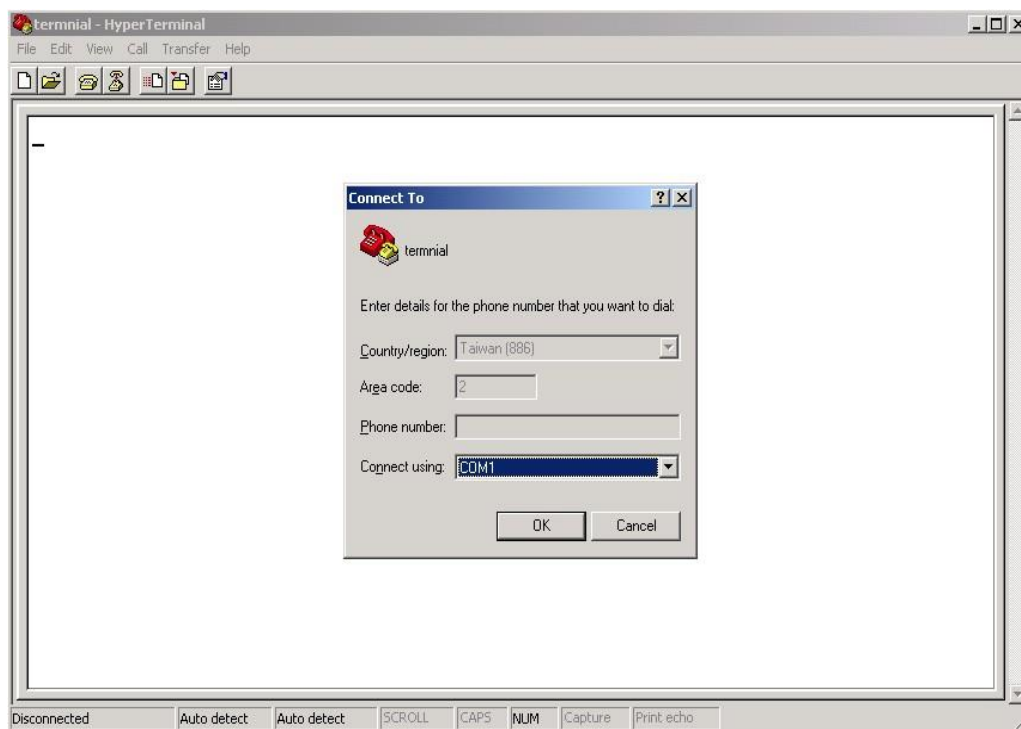 termnial - HyperTerminal
File Edit View Call Transfer Help
Connect To
termnial
Enter details for the phone number that you want to dial:
Country/region: Taiwan (886)
Area code: 2
Phone number:
Connect using: COM1
OK Cancel
Disconnected Auto detect Auto detect SCROLL CAPS NUM Capture Print echo